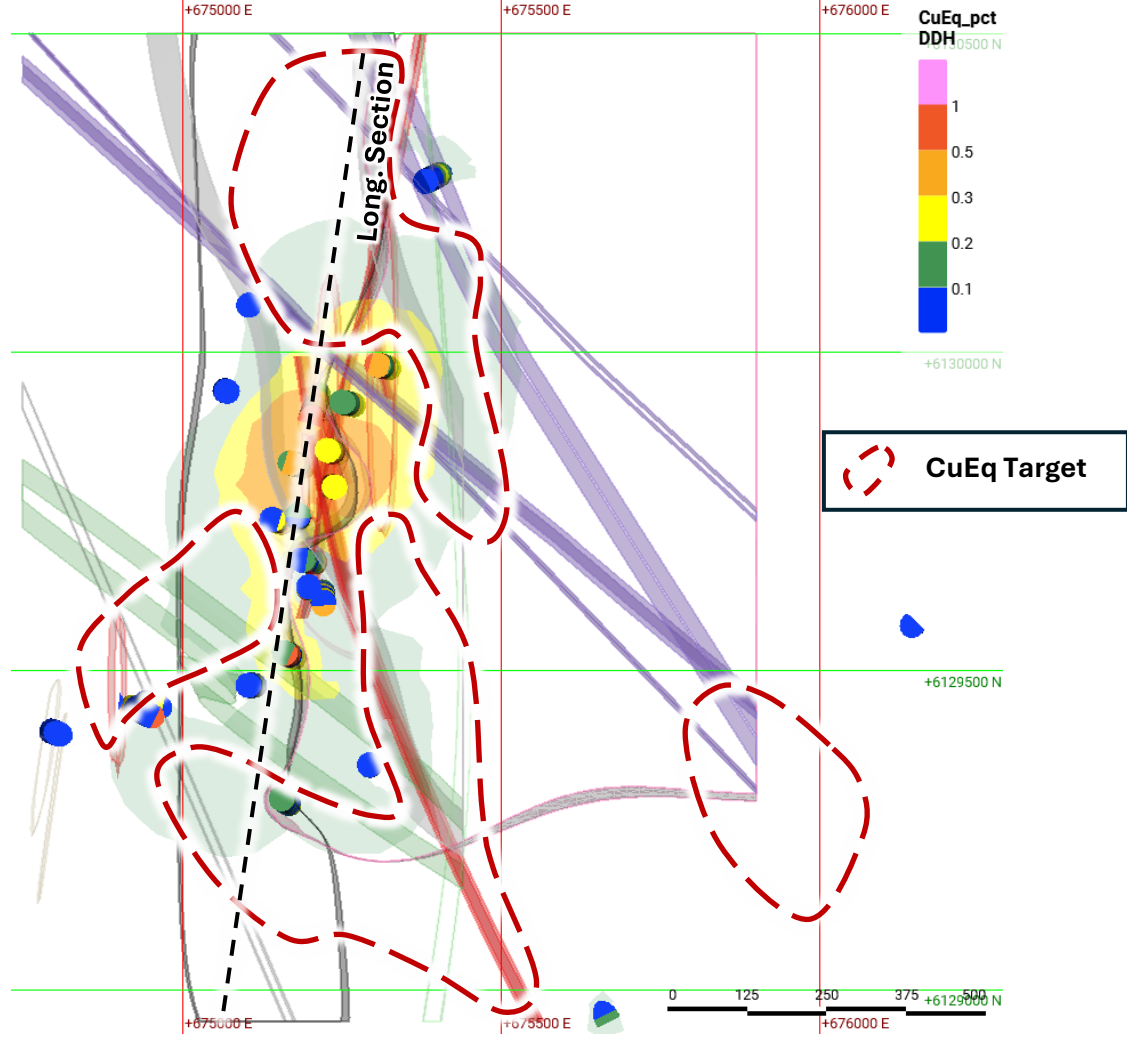 +675000 E
+675500 E
+676000 E
CuEq_pct
DDH
+6130500 N
1
0.5
0.3
0.2
0.1
Long. Section
+6130000 N
CuEq Target
+6129500 N
0
125
250
375
500
+6129000 N
+675000 E
+675500 E
+676000 E